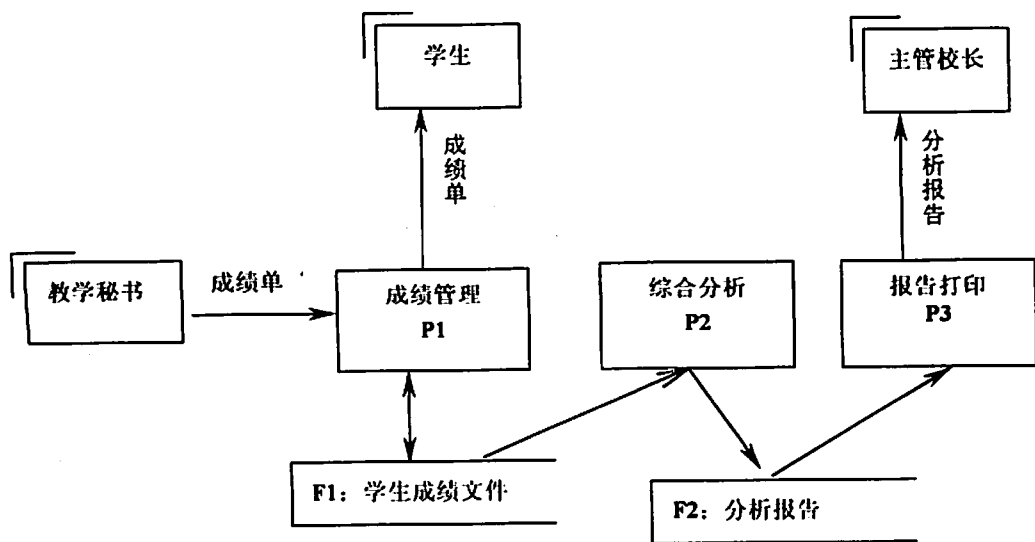 学生
主管校长
成绩单
分析报告
教学秘书
成绩单
成绩管理
P1
综合分析
P2
报告打印
P3
F1：学生成绩文件
F2：分析报告